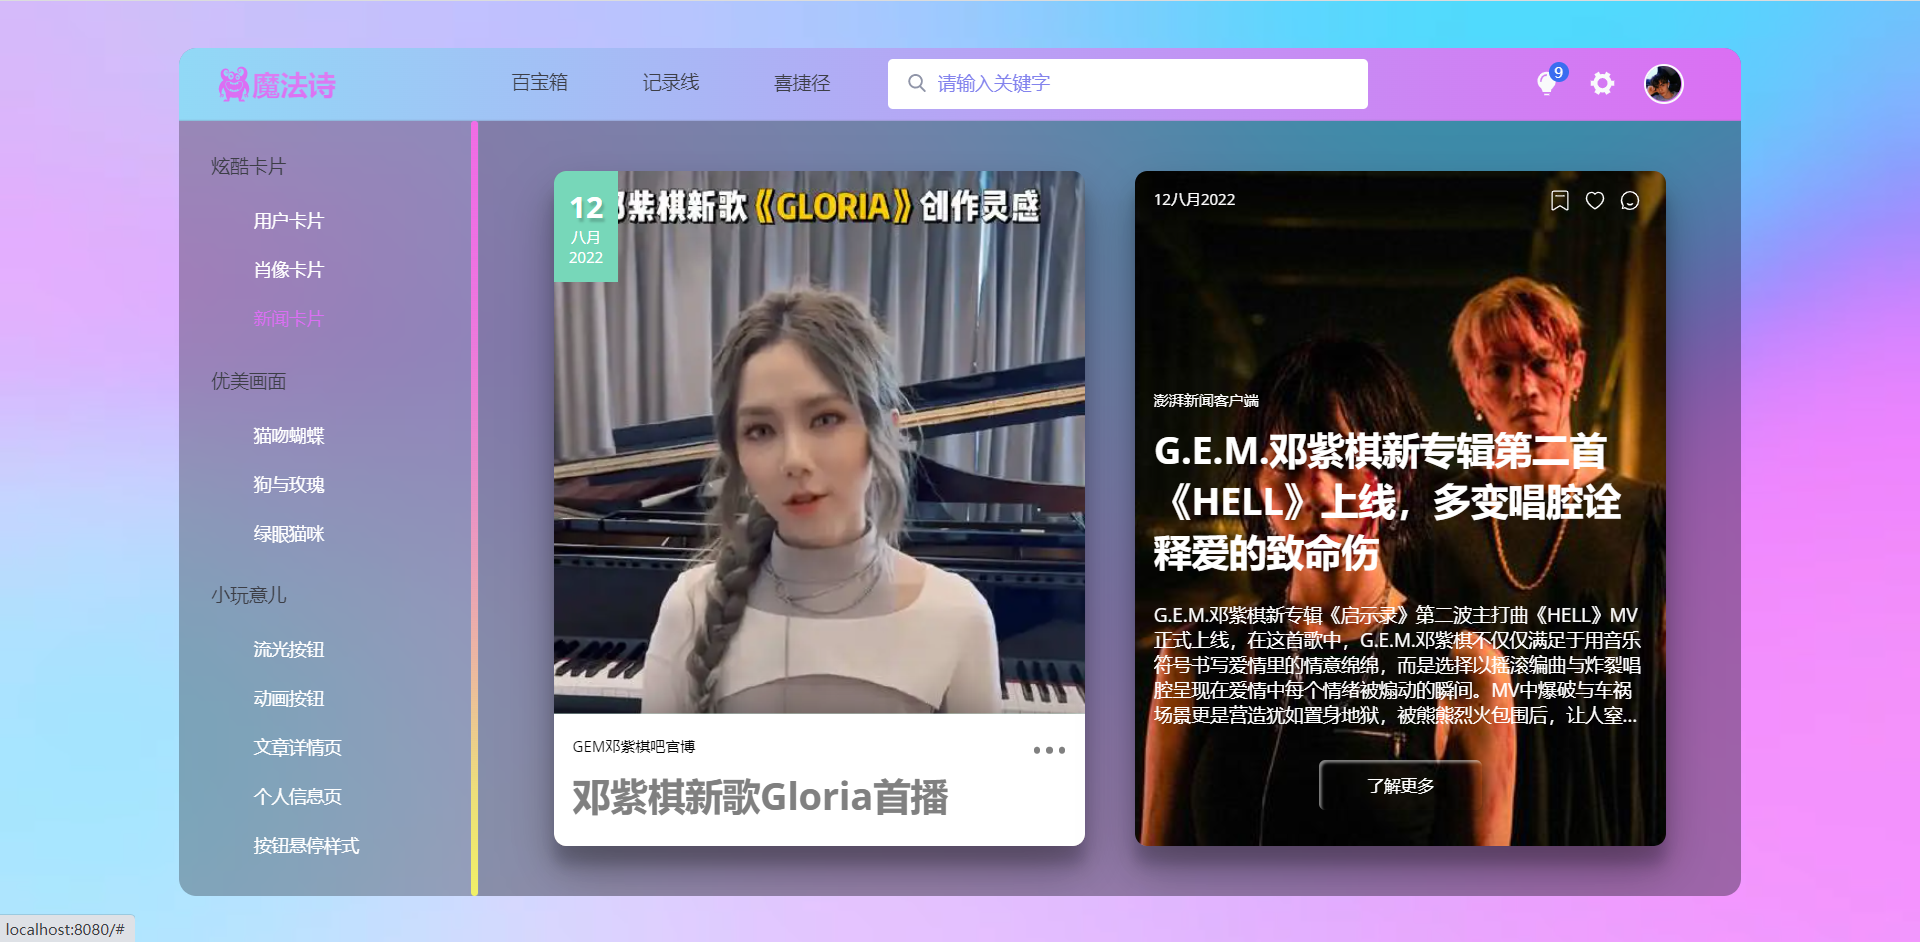 魔法诗
百宝箱
记录线
喜捷径
请输入关键字
9
炫酷卡片
用户卡片
肖像卡片
新闻卡片
优美画面
猫吻蝴蝶
狗与玫瑰
绿眼猫咪
小玩意儿
流光按钮
动画按钮
文章详情页
个人信息页
按钮悬停样式
12
八月
2022
紫棋新歌《GLORIA》创作灵感
GEM邓紫棋吧官博
邓紫棋新歌Gloria首播
12八月2022
澎湃新闻客户端
G.E.M.邓紫棋新专辑第二首
《HELL》上线，多变唱腔诠
释爱的致命伤
G.E.M.邓紫棋新专辑《启示录》第二波主打曲《HELL》MV
正式上线，在这首歌中，G.E.M.邓紫棋不仅仅满足于用音乐
符号书写爱情里的情意绵绵，而是选择以摇滚编曲与炸裂唱
腔呈现在爱情中每个情绪被煽动的瞬间。MV中爆破与车祸
场景更是营造犹如置身地狱，被熊熊烈火包围后，让人窒...
了解更多
localhost:8080/#